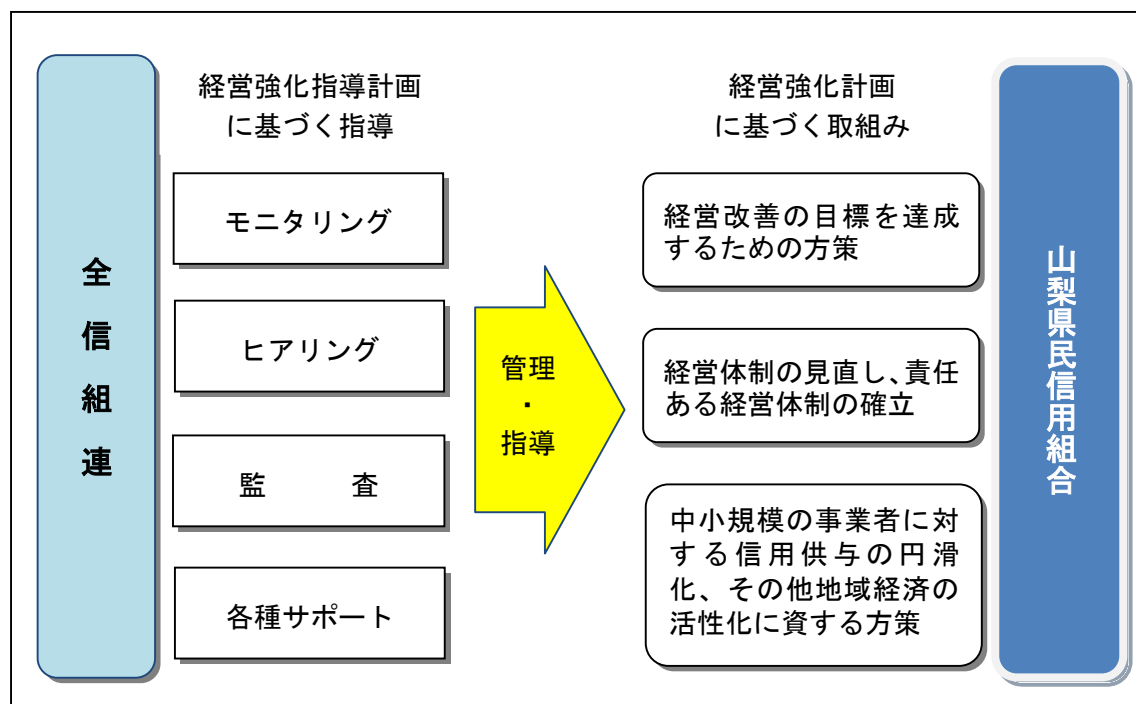 全信組連
経営強化指導計画
に基づく指導
モニタリング
ヒアリング
監　査
各種サポート
管理
・
指導
経営強化計画
に基づく取組み
経営改善の目標を達成
するための方策
経営体制の見直し、責任
ある経営体制の確立
中小規模の事業者に対
する信用供与の円滑
化、その他地域経済の
活性化に資する方策
山梨県民信用組合